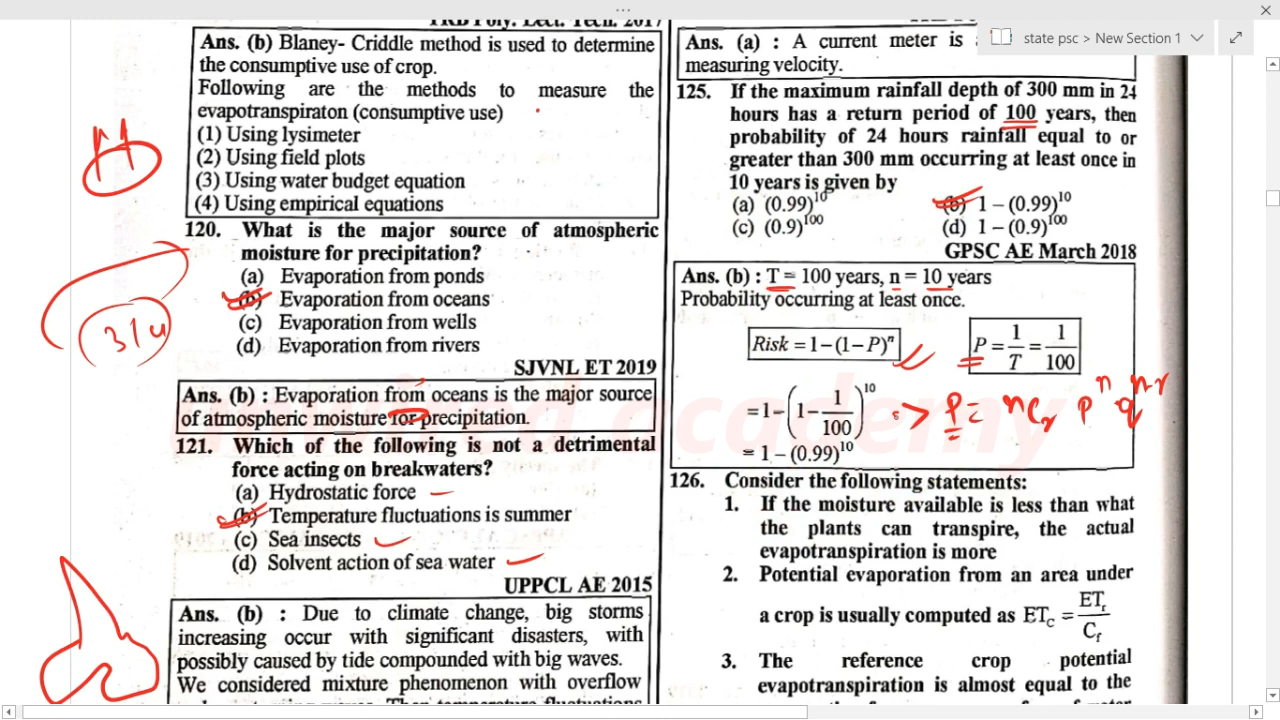 TRB Poly. Lect. Tech. 2017
Ans. (b) Blaney- Criddle method is used to determine
the consumptive use of crop.
Following are the methods to measure the
evapotranspiraton (consumptive use)
(1) Using lysimeter
(2) Using field plots
(3) Using water budget equation
(4) Using empirical equations
120. What is the major source of atmospheric
moisture for precipitation?
(a) Evaporation from ponds
(b) Evaporation from oceans
(c) Evaporation from wells
(d) Evaporation from rivers
SJVNL ET 2019
3/4
Ans. (b) : Evaporation from oceans is the major source
of atmospheric moisture for precipitation.
121. Which of the following is not a detrimental
force acting on breakwaters?
(a) Hydrostatic force
(b) Temperature fluctuations is summer
(c) Sea insects
(d) Solvent action of sea water
UPPCL AE 2015
Ans. (b) : Due to climate change, big storms
increasing occur with significant disasters, with
possibly caused by tide compounded with big waves.
We considered mixture phenomenon with overflow
state psc > New Section 1
Ans. (a) : A current meter is
measuring velocity.
125. If the maximum rainfall depth of 300 mm in 24
hours has a return period of 100 years, then
probability of 24 hours rainfall equal to or
greater than 300 mm occurring at least once in
10 years is given by
(a) (0.99)^10 (b) 1 – (0.99)^10
(c) (0.9)^100 (d) 1 – (0.9)^100
GPSC AE March 2018
Ans. (b) : T = 100 years, n = 10 years
Probability occurring at least once.
Risk = 1–(1–P)^n P = 1/T = 1/100
= 1–(1–1/100)^10 > P = nCr p^n q^n-r
= 1 – (0.99)^10
academy
126. Consider the following statements:
1. If the moisture available is less than what
the plants can transpire, the actual
evapotranspiration is more
2. Potential evaporation from an area under
a crop is usually computed as ETc = ETr/Cf
3. The reference crop potential
evapotranspiration is almost equal to the